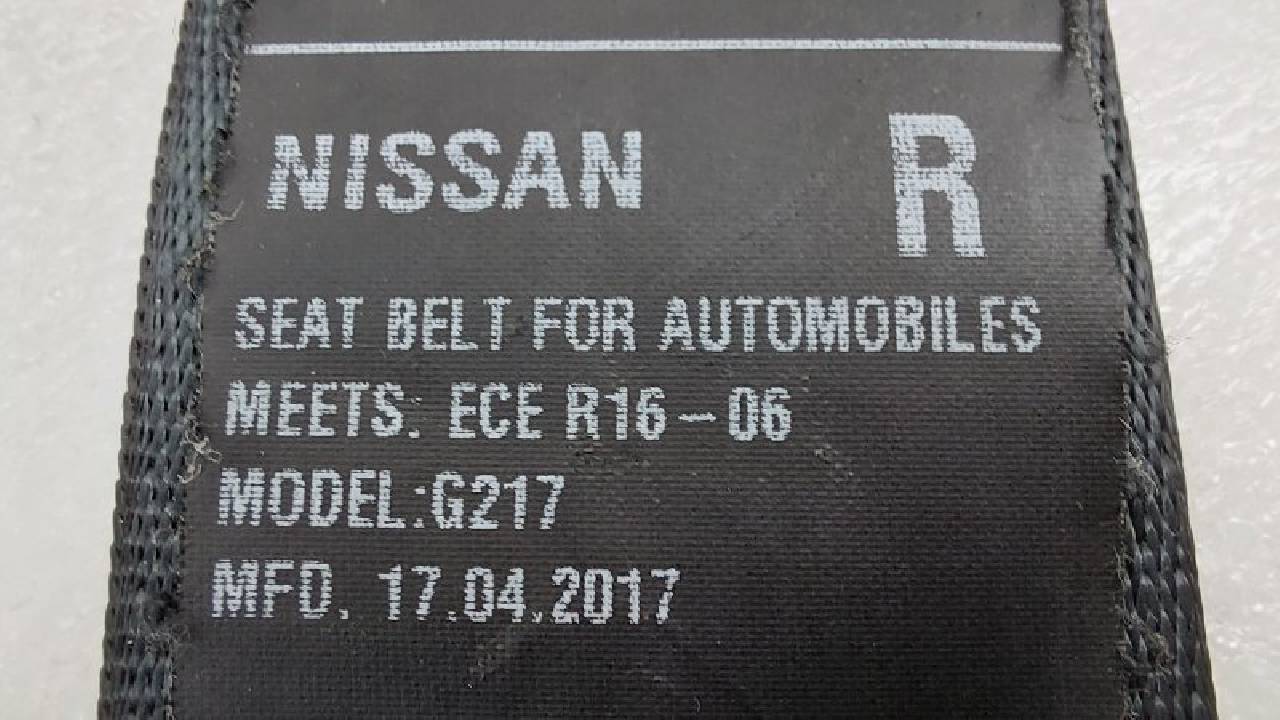 NISSAN R
SEAT BELT FOR AUTOMOBILES
MEETS: ECE R16-06
MODEL:G217
MFD. 17.04.2017